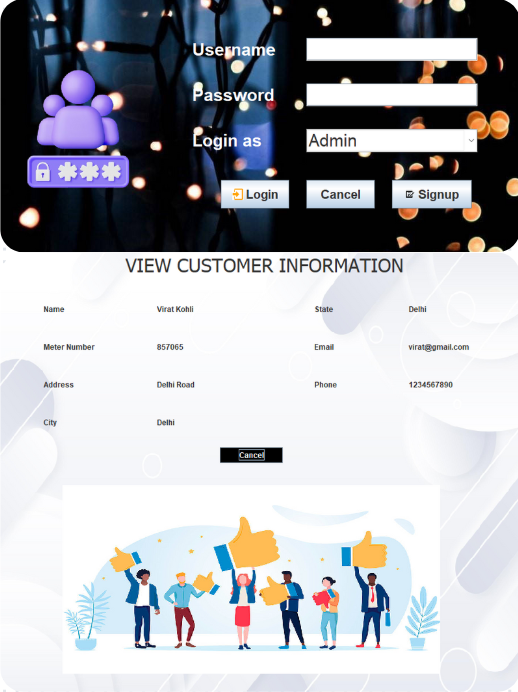 Username
Password
Login as Admin
Login Cancel Signup
VIEW CUSTOMER INFORMATION
Name Virat Kohli State Delhi
Meter Number 857065 Email virat@gmail.com
Address Delhi Road Phone 1234567890
City Delhi
Cancel